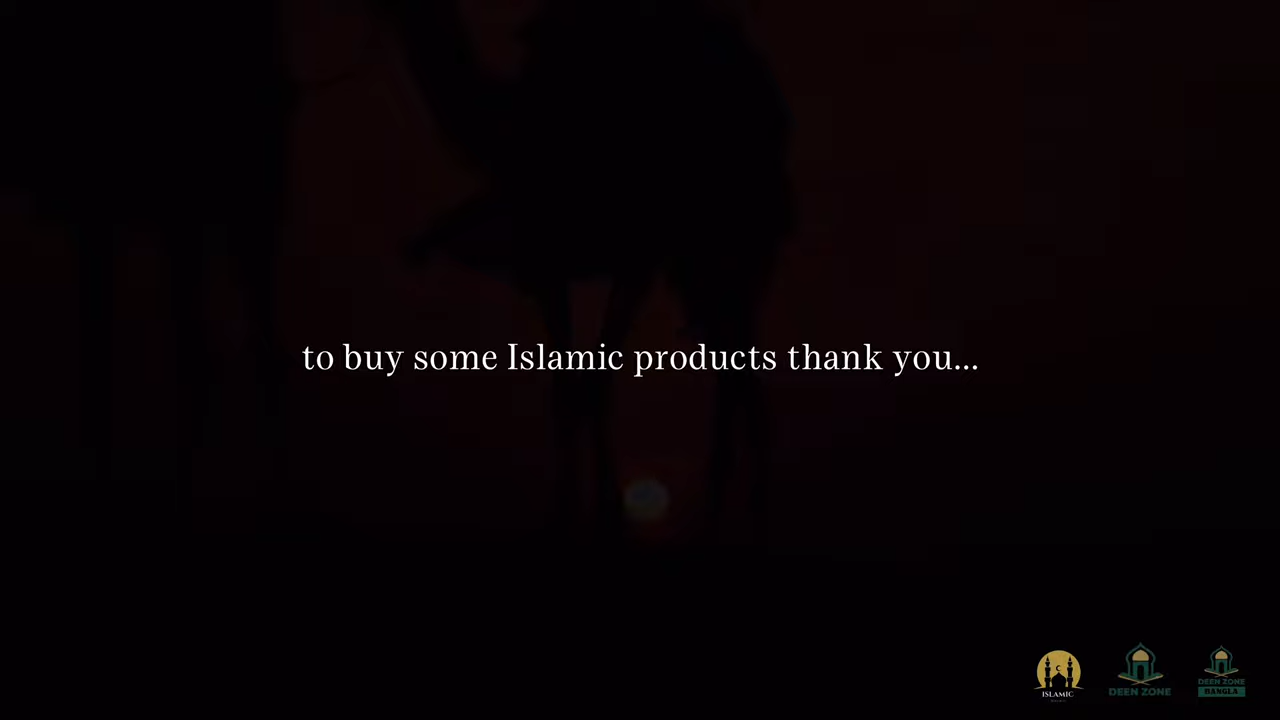 to buy some Islamic products thank you...
ISLAMIC
DEEN ZONE
DEEN ZONE
BANGLA